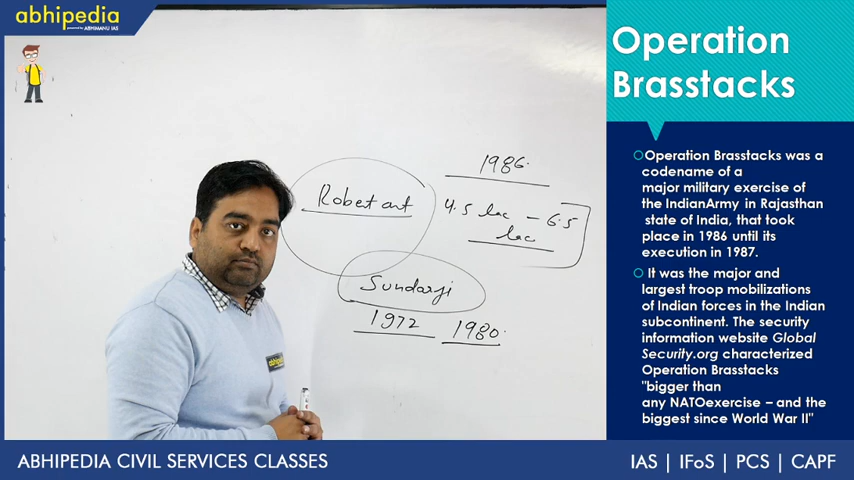 abhipedia
powered by ABHIMANU IAS
Robert ant
1986.
4.5 lac - 6.5
lac
Sundarji
1972 1980.
abhipedia
Operation
Brasstacks
Operation Brasstacks was a
codename of a
major military exercise of
the IndianArmy in Rajasthan
state of India, that took
place in 1986 until its
execution in 1987.
It was the major and
largest troop mobilizations
of Indian forces in the Indian
subcontinent. The security
information website Global
Security.org characterized
Operation Brasstacks
"bigger than
any NATOexercise – and the
biggest since World War II"
ABHIPEDIA CIVIL SERVICES CLASSES
IAS | IFoS | PCS | CAPF